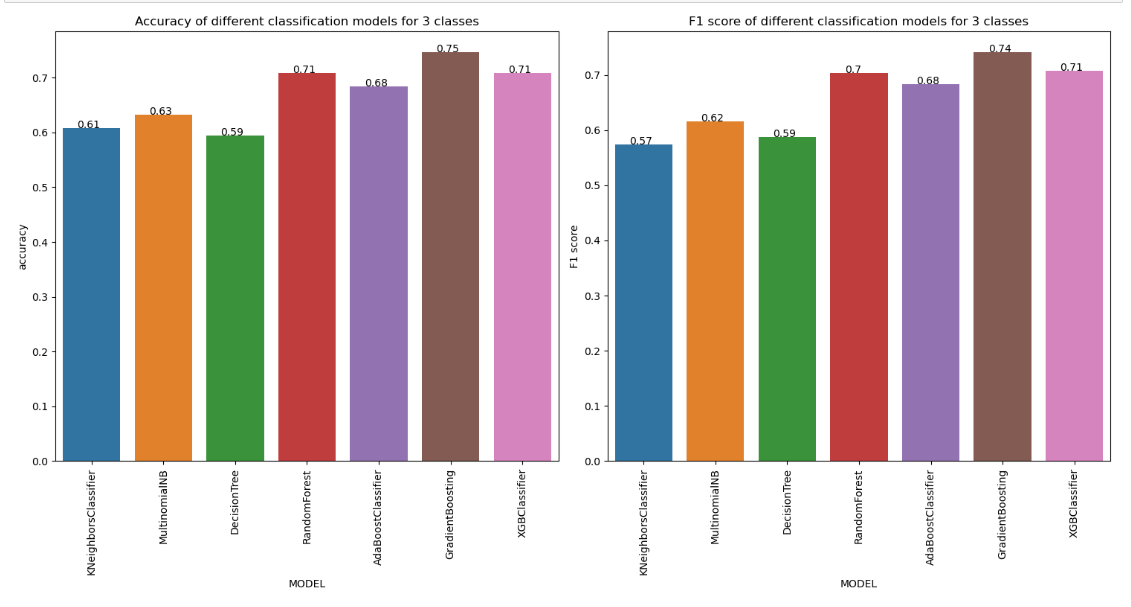 Accuracy of different classification models for 3 classes
accuracy
0.7
0.6
0.5
0.4
0.3
0.2
0.1
0.0
0.61
0.63
0.59
0.71
0.68
0.75
0.71
KNeighborsClassifier
MultinomialNB
DecisionTree
RandomForest
AdaBoostClassifier
GradientBoosting
XGBClassifier
MODEL
F1 score of different classification models for 3 classes
F1 score
0.7
0.6
0.5
0.4
0.3
0.2
0.1
0.0
0.57
0.62
0.59
0.7
0.68
0.74
0.71
KNeighborsClassifier
MultinomialNB
DecisionTree
RandomForest
AdaBoostClassifier
GradientBoosting
XGBClassifier
MODEL